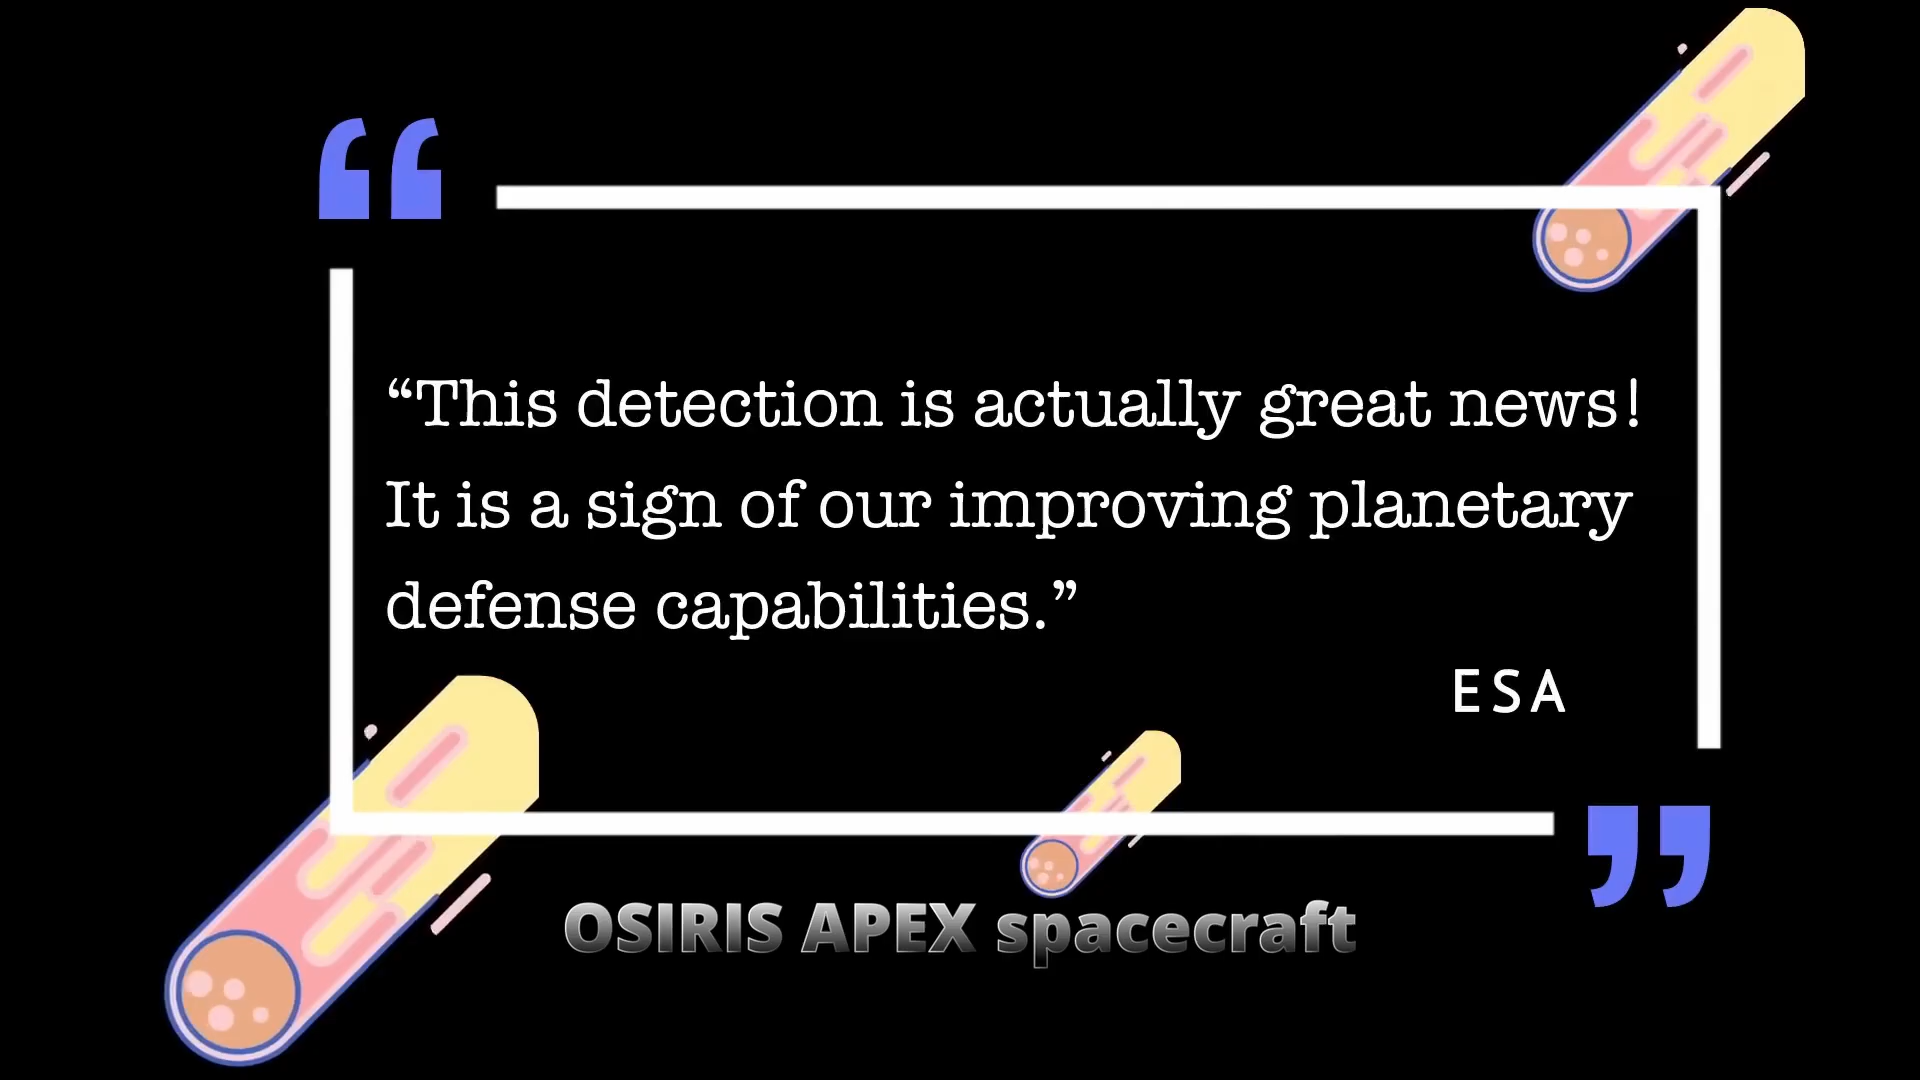 “This detection is actually great news!
It is a sign of our improving planetary
defense capabilities.”
ESA
OSIRIS APEX spacecraft